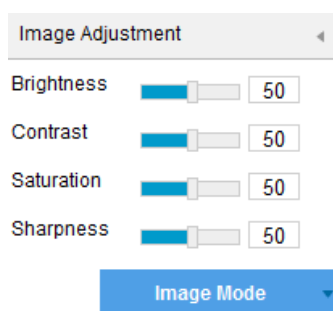 Image Adjustment
Brightness 50
Contrast 50
Saturation 50
Sharpness 50
Image Mode